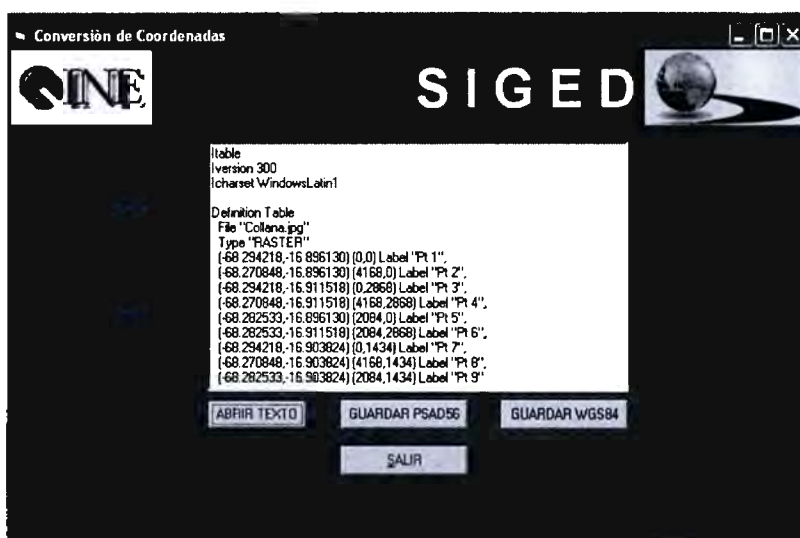 Conversión de Coordenadas
INE
SIGED
!table
!version 300
!charset WindowsLatin1
Definition Table
File "Collana.jpg"
Type "RASTER"
(-68.294218,-16.896130) (0,0) Label "Pt 1",
(-68.270848,-16.896130) (4168,0) Label "Pt 2",
(-68.294218,-16.911518) (0,2868) Label "Pt 3",
(-68.270848,-16.911518) (4168,2868) Label "Pt 4",
(-68.282533,-16.896130) (2084,0) Label "Pt 5",
(-68.282533,-16.911518) (2084,2868) Label "Pt 6",
(-68.294218,-16.903824) (0,1434) Label "Pt 7",
(-68.270848,-16.903824) (4168,1434) Label "Pt 8",
(-68.282533,-16.903824) (2084,1434) Label "Pt 9"
ABRIR TEXTO GUARDAR PSAD56 GUARDAR WGS84
SALIR